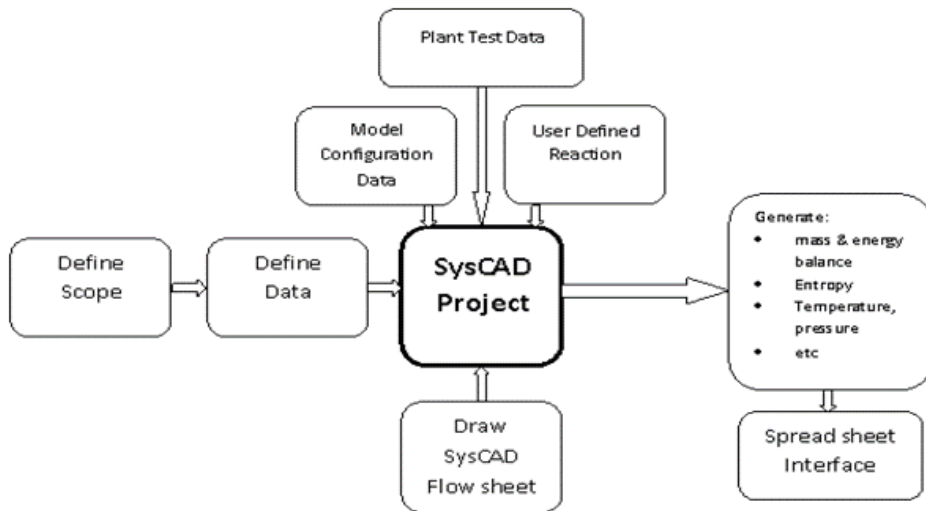 Plant Test Data
Model
Configuration
Data
User Defined
Reaction
Define
Scope
Define
Data
SysCAD
Project
Generate:
• mass & energy
balance
• Entropy
• Temperature,
pressure
• etc
Draw
SysCAD
Flow sheet
Spread sheet
Interface